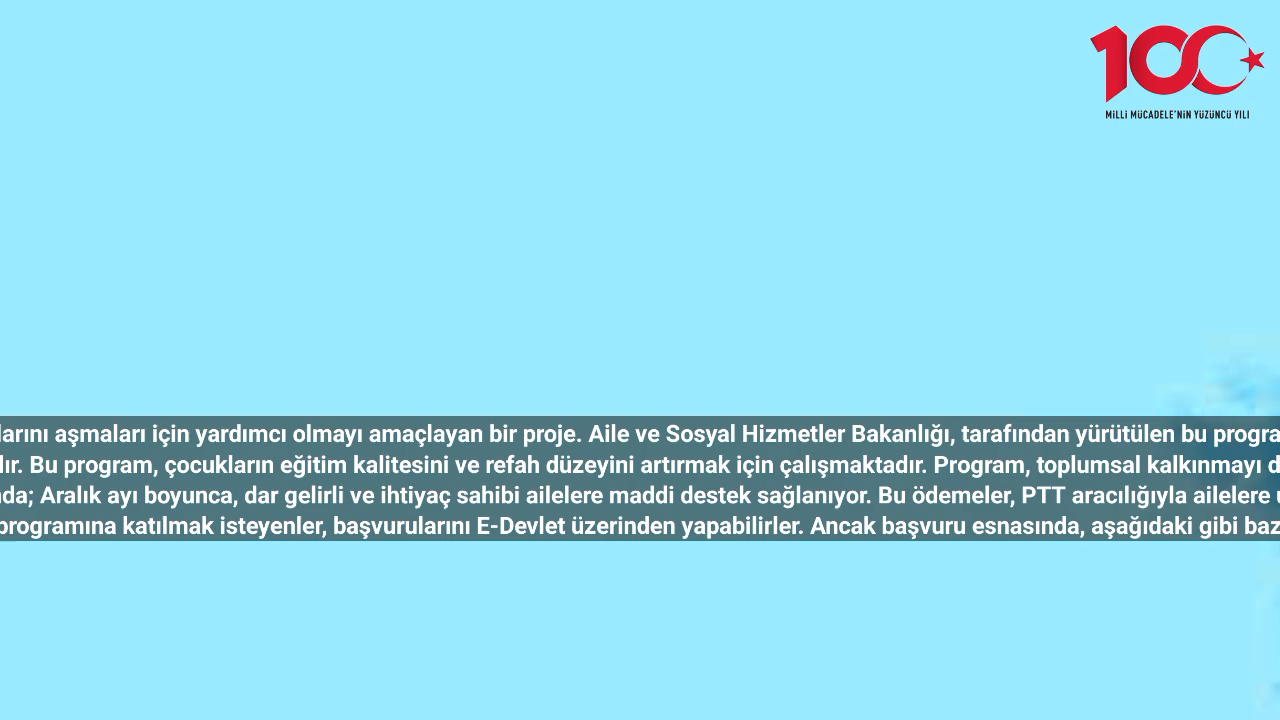 100
MİLLİ MÜCADELE'NİN YÜZÜNCÜ YILI
larını aşmaları için yardımcı olmayı amaçlayan bir proje. Aile ve Sosyal Hizmetler Bakanlığı, tarafından yürütülen bu progra
dır. Bu program, çocukların eğitim kalitesini ve refah düzeyini artırmak için çalışmaktadır. Program, toplumsal kalkınmayı d
nda; Aralık ayı boyunca, dar gelirli ve ihtiyaç sahibi ailelere maddi destek sağlanıyor. Bu ödemeler, PTT aracılığıyla ailelere u
programına katılmak isteyenler, başvurularını E-Devlet üzerinden yapabilirler. Ancak başvuru esnasında, aşağıdaki gibi baz